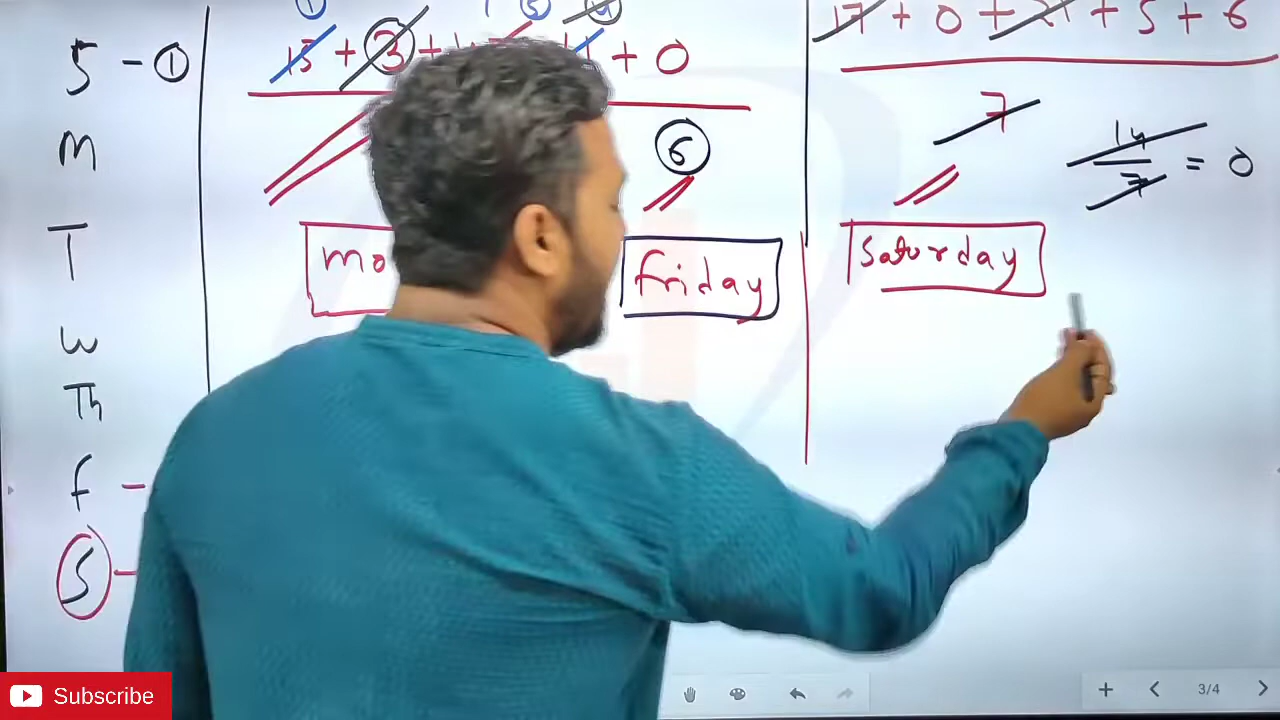 S - ①
M
T
W
Th
F -
S -
① ⑤ 4
15 + 3 + 1 + 0
6
mo
friday
17 + 0 + 21 + 5 + 6
7
14
7
= 0
Saturday
Subscribe
3/4